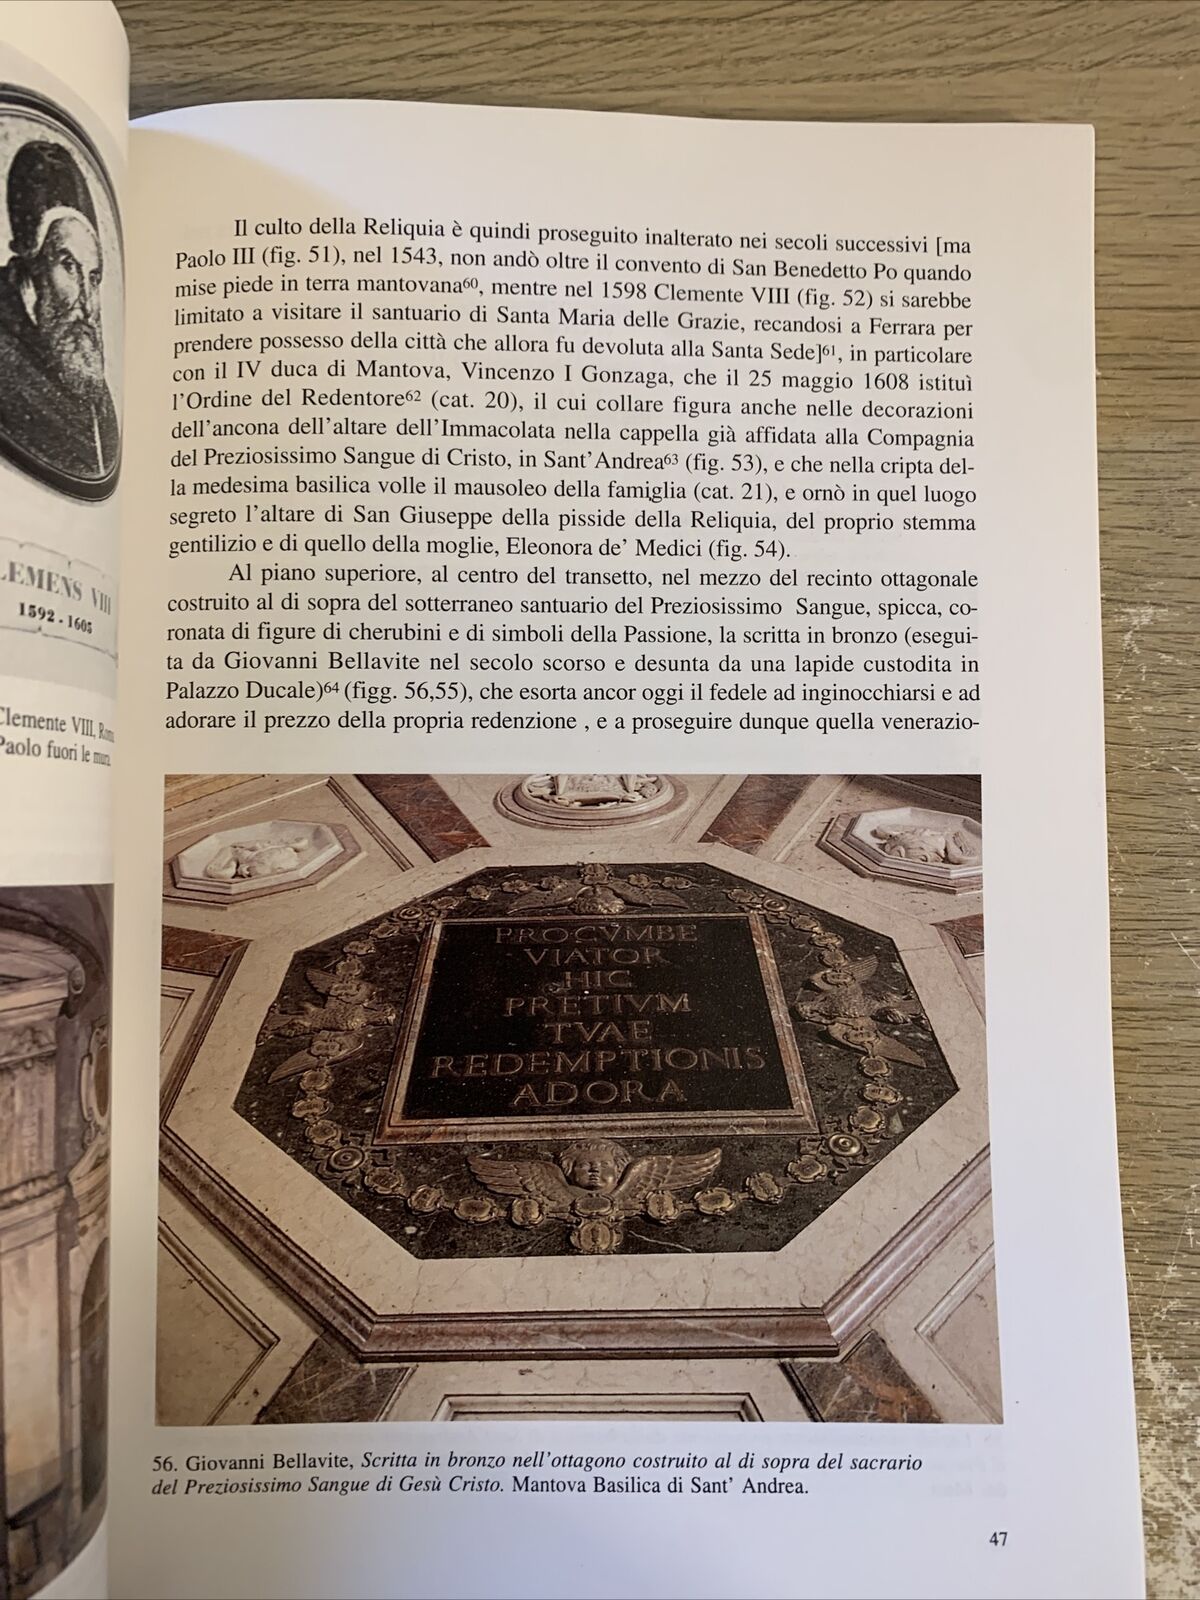 LEMENS VIII
1592 - 1605
Clemente VIII, Roma
Paolo fuori le mura.
Il culto della Reliquia è quindi proseguito inalterato nei secoli successivi [ma
Paolo III (fig. 51), nel 1543, non andò oltre il convento di San Benedetto Po quando
mise piede in terra mantovana60, mentre nel 1598 Clemente VIII (fig. 52) si sarebbe
limitato a visitare il santuario di Santa Maria delle Grazie, recandosi a Ferrara per
prendere possesso della città che allora fu devoluta alla Santa Sede]61, in particolare
con il IV duca di Mantova, Vincenzo I Gonzaga, che il 25 maggio 1608 istituì
l'Ordine del Redentore62 (cat. 20), il cui collare figura anche nelle decorazioni
dell'ancona dell'altare dell'Immacolata nella cappella già affidata alla Compagnia
del Preziosissimo Sangue di Cristo, in Sant'Andrea63 (fig. 53), e che nella cripta del-
la medesima basilica volle il mausoleo della famiglia (cat. 21), e ornò in quel luogo
segreto l'altare di San Giuseppe della pisside della Reliquia, del proprio stemma
gentilizio e di quello della moglie, Eleonora de' Medici (fig. 54).
Al piano superiore, al centro del transetto, nel mezzo del recinto ottagonale
costruito al di sopra del sotterraneo santuario del Preziosissimo Sangue, spicca, co-
ronata di figure di cherubini e di simboli della Passione, la scritta in bronzo (esegui-
ta da Giovanni Bellavite nel secolo scorso e desunta da una lapide custodita in
Palazzo Ducale)64 (figg. 56,55), che esorta ancor oggi il fedele ad inginocchiarsi e ad
adorare il prezzo della propria redenzione , e a proseguire dunque quella venerazio-
PROCVMBE
VIATOR
HIC
PRETIVM
TVAE
REDEMPTIONIS
ADORA
56. Giovanni Bellavite, Scritta in bronzo nell'ottagono costruito al di sopra del sacrario
del Preziosissimo Sangue di Gesù Cristo. Mantova Basilica di Sant' Andrea.
47